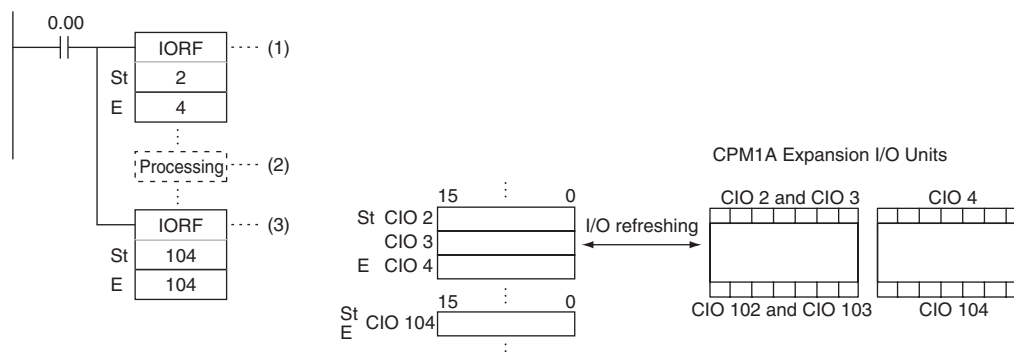 0.00
IORF
(1)
St 2
E 4
Processing
(2)
IORF
(3)
St 104
E 104
15 0
St CIO 2
CIO 3
E CIO 4
I/O refreshing
15 0
St
E
CIO 104
CPM1A Expansion I/O Units
CIO 2 and CIO 3
CIO 4
CIO 102 and CIO 103
CIO 104